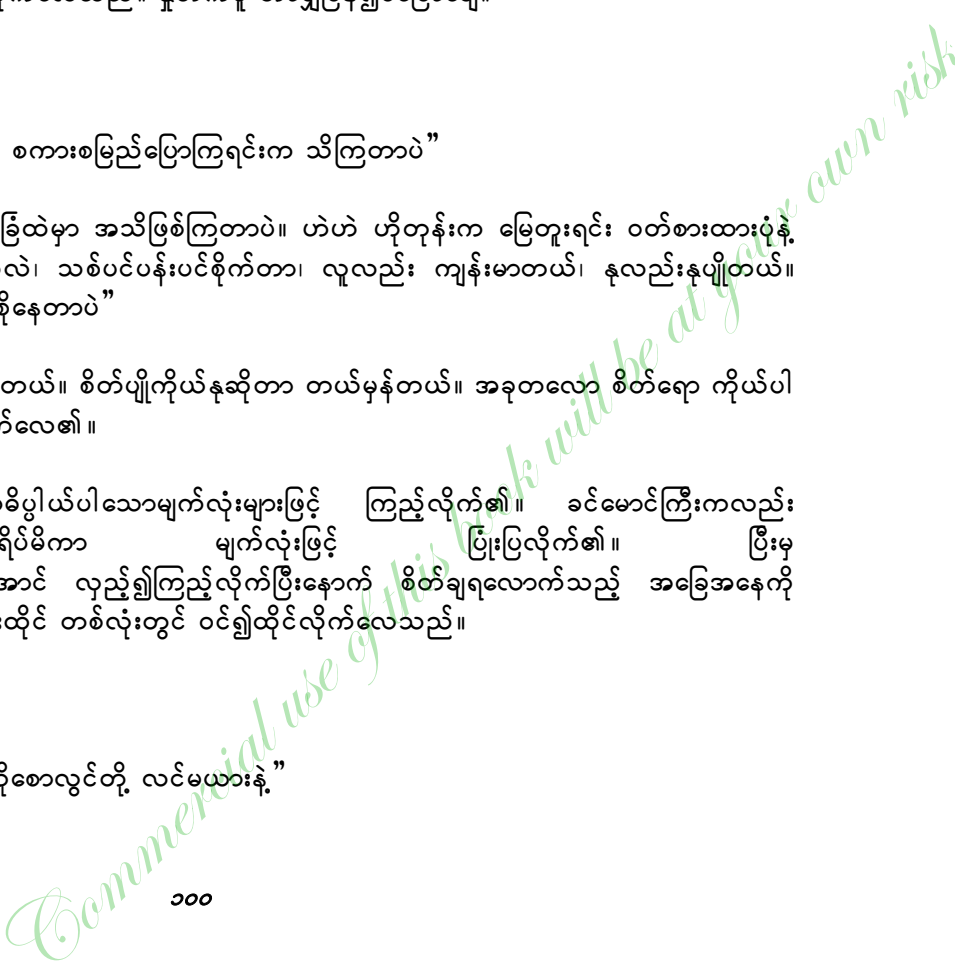 စကားစမြည်ပြောကြရင်းက သိကြတာပဲ”
ခြံထဲမှာ အသိဖြစ်ကြတာပဲ။ ဟဲဟဲ ဟိုတုန်းက မြေတူးရင်း ဝတ်စားထားပုံနဲ့
လဲ၊ သစ်ပင်ပန်းပင်စိုက်တာ၊ လူလည်း ကျန်းမာတယ်၊ နုလည်းနုပျိုတယ်။
စိုနေတာပဲ”
တယ်။ စိတ်ပျိုကိုယ်နုဆိုတာ တယ်မှန်တယ်။ အခုတလော စိတ်ရော ကိုယ်ပါ
က်လေ၏။
ဓိပ္ပါယ်ပါသောမျက်လုံးများဖြင့် ကြည့်လိုက်၏။ ခင်မောင်ကြီးကလည်း
ရိပ်မိကာ မျက်လုံးဖြင့် ပြုံးပြလိုက်၏။ ပြီးမှ
အောင် လှည့်၍ကြည့်လိုက်ပြီးနောက် စိတ်ချရလောက်သည့် အခြေအနေကို
းထိုင် တစ်လုံးတွင် ဝင်၍ထိုင်လိုက်လေသည်။
ိုစောလွင်တို့ လင်မယားနဲ့”
၁၀၀
Commercial use of this book will be at your own risk